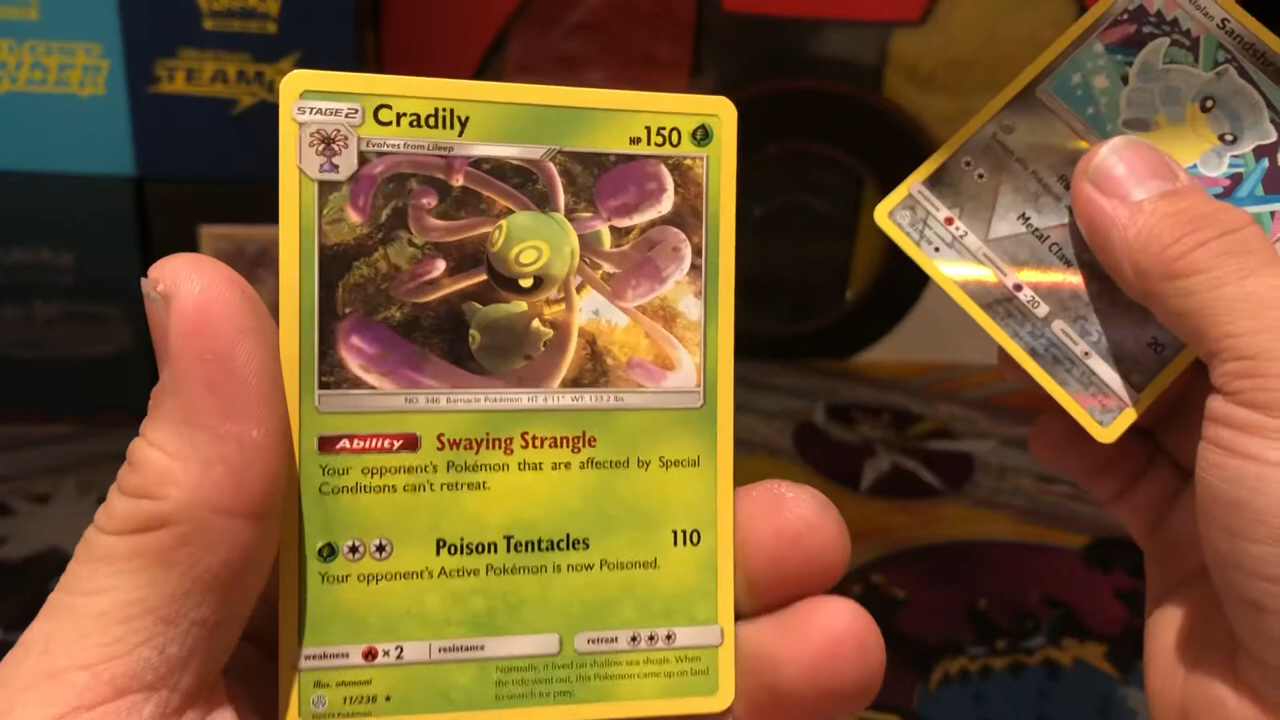 TEAM
STAGE 2
Cradily
HP 150
Evolves from Lileep
NO. 346 Barnacle Pokémon HT: 4'11" WT: 133.2 lbs
Ability Swaying Strangle
Your opponent's Pokémon that are affected by Special
Conditions can't retreat.
Poison Tentacles 110
Your opponent's Active Pokémon is now Poisoned.
weakness ×2 resistance
retreat
Normally, it lived on shallow sea shoals. When
the tide went out, this Pokémon came up on land
to search for prey.
Illus. otumami
11/236
Alolan Sandshr
Metal Claw
20
×2
-20